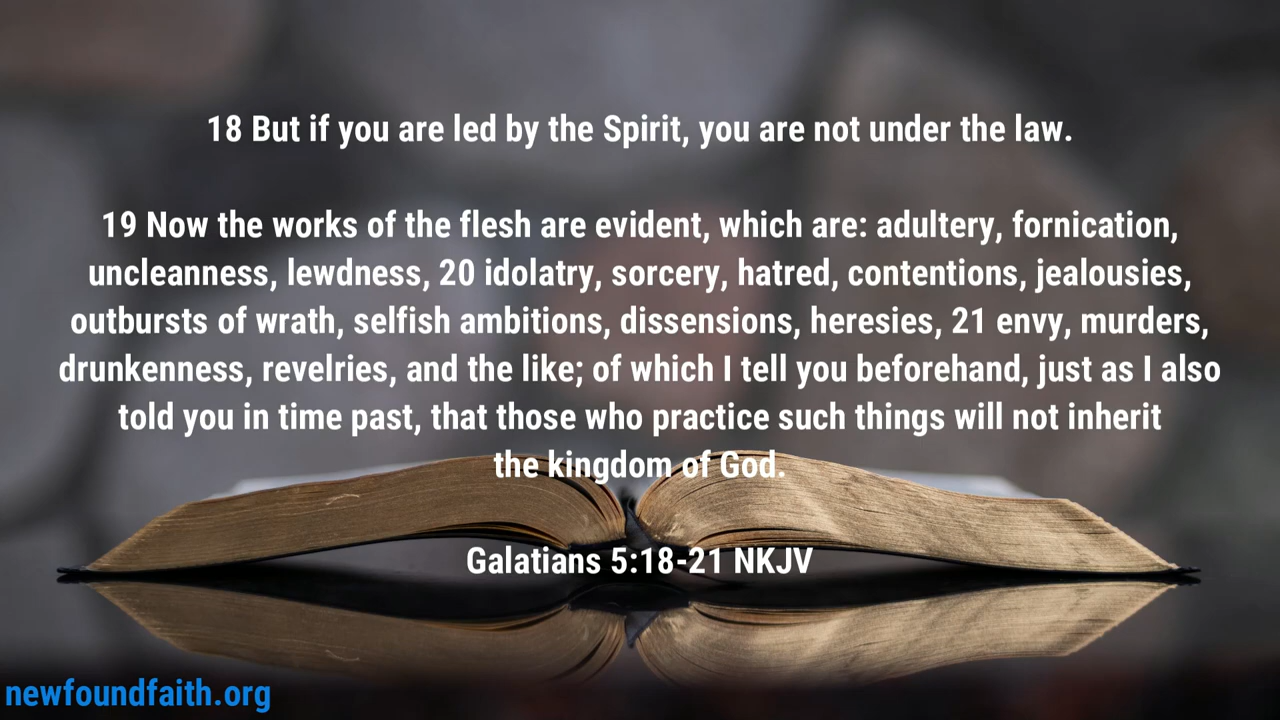 18 But if you are led by the Spirit, you are not under the law.
19 Now the works of the flesh are evident, which are: adultery, fornication,
uncleanness, lewdness, 20 idolatry, sorcery, hatred, contentions, jealousies,
outbursts of wrath, selfish ambitions, dissensions, heresies, 21 envy, murders,
drunkenness, revelries, and the like; of which I tell you beforehand, just as I also
told you in time past, that those who practice such things will not inherit
the kingdom of God.
Galatians 5:18-21 NKJV
newfoundfaith.org